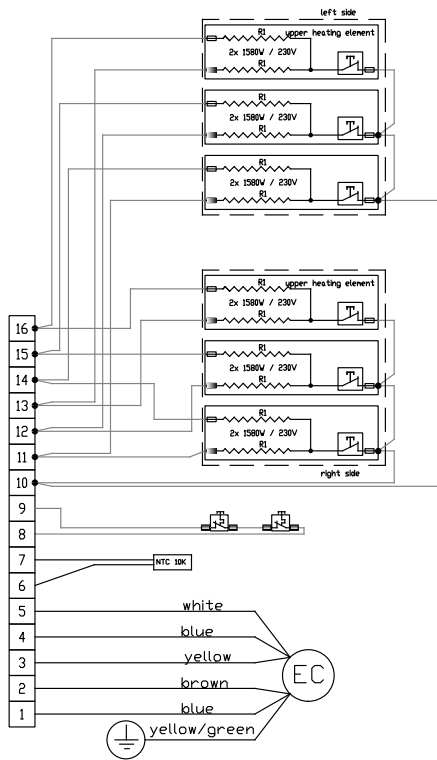 left side
R1
upper heating element
2x 1580W / 230V
R1
R1
2x 1580W / 230V
R1
R1
2x 1580W / 230V
R1
R1
upper heating element
2x 1580W / 230V
R1
R1
2x 1580W / 230V
R1
R1
2x 1580W / 230V
R1
right side
16
15
14
13
12
11
10
9
8
7
NTC 10K
6
5
white
4
blue
3
yellow
EC
2
brown
1
blue
yellow/green